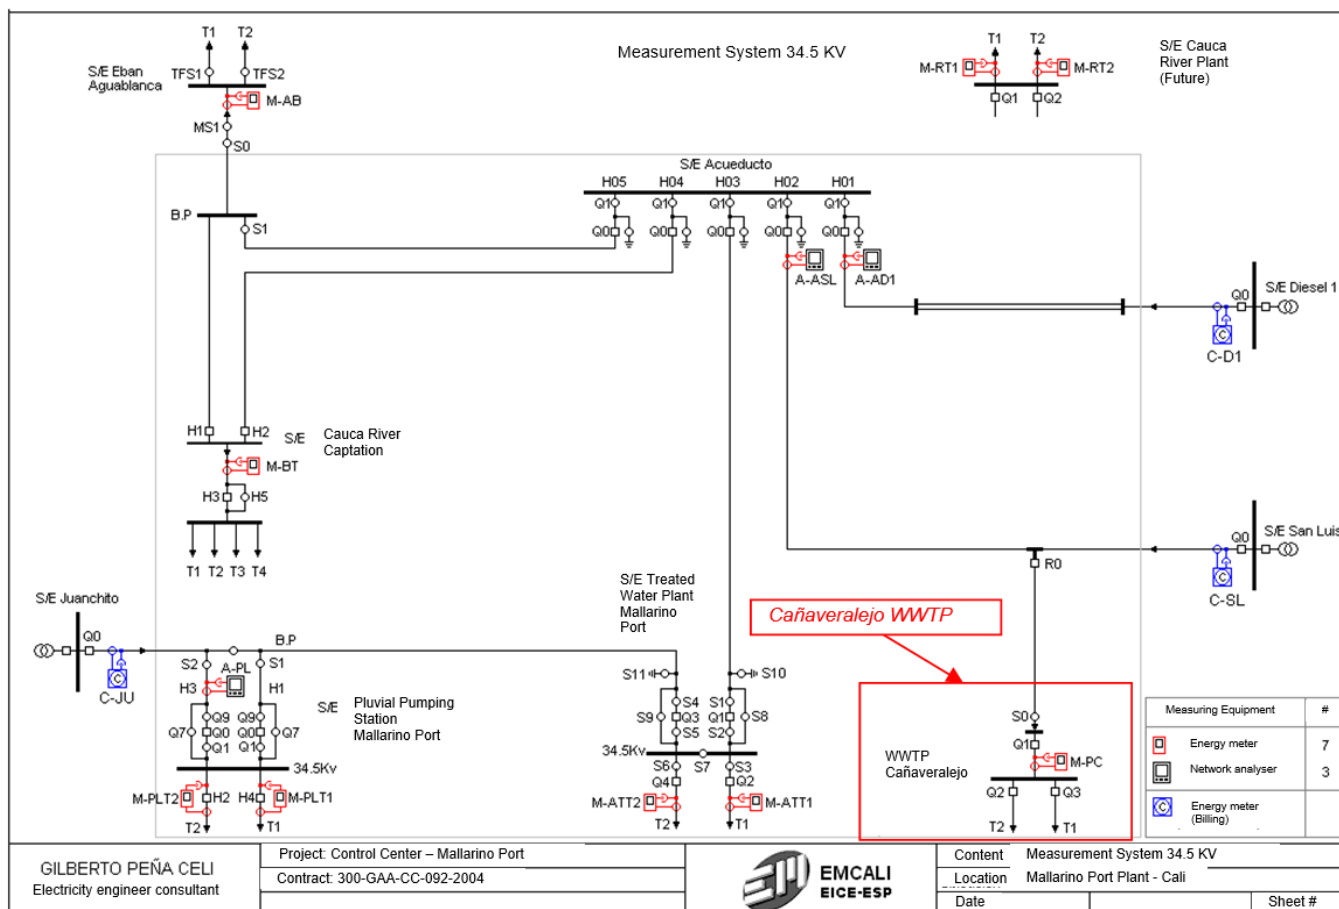 Measurement System 34.5 KV
T1
T2
TFS1
TFS2
S/E Eban
Aguablanca
M-AB
MS1
S0
T1
T2
M-RT1
M-RT2
Q1
Q2
S/E Cauca
River Plant
(Future)
S/E Acueducto
H05
H04
H03
H02
H01
Q1
Q1
Q1
Q1
Q1
Q0
Q0
Q0
Q0
Q0
A-ASL
A-AD1
B.P
S1
Q0
S/E Diesel 1
C-D1
H1
H2
S/E
Cauca River
Captation
M-BT
H3
H5
T1
T2
T3
T4
Q0
S/E San Luis
C-SL
R0
S/E Juanchito
Q0
C-JU
B.P
S2
A-PL
S1
H3
H1
S/E
Pluvial Pumping
Station
Mallarino Port
Q9
Q9
Q7
Q0
Q0
Q7
Q1
Q1
34.5Kv
M-PLT2
H2
H4
M-PLT1
T2
T1
S/E Treated
Water Plant
Mallarino
Port
S11
S10
S4
S1
S9
Q3
Q1
S8
S5
S2
34.5Kv
S7
S6
S3
Q4
Q2
M-ATT2
M-ATT1
T2
T1
Cañaveralejo WWTP
S0
Q1
M-PC
WWTP
Cañaveralejo
Q2
Q3
T2
T1
Measuring Equipment #
Energy meter 7
Network analyser 3
C
Energy meter
(Billing)
GILBERTO PEÑA CELI
Electricity engineer consultant
Project: Control Center – Mallarino Port
Contract: 300-GAA-CC-092-2004
EMCALI
EICE-ESP
Content Measurement System 34.5 KV
Location Mallarino Port Plant - Cali
Date Sheet #